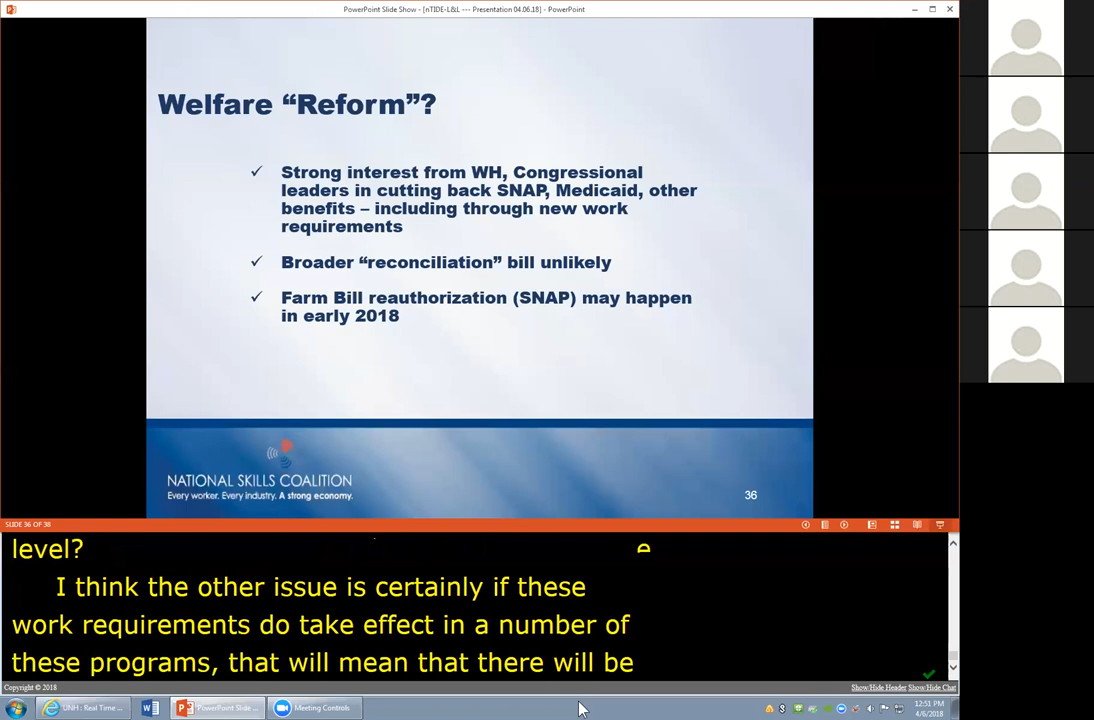 PowerPoint Slide Show - [nTIDE-L&L --- Presentation 04.06.18] - PowerPoint
Welfare “Reform”?
✓ Strong interest from WH, Congressional
leaders in cutting back SNAP, Medicaid, other
benefits – including through new work
requirements
✓ Broader “reconciliation” bill unlikely
✓ Farm Bill reauthorization (SNAP) may happen
in early 2018
NATIONAL SKILLS COALITION
Every worker. Every industry. A strong economy.
36
SLIDE 36 OF 38
level?
e
I think the other issue is certainly if these
work requirements do take effect in a number of
these programs, that will mean that there will be
Copyright © 2018
Show/Hide Header Show/Hide Chat
UNH : Real Time ...
PowerPoint Slide ...
Meeting Controls
12:51 PM
4/6/2018